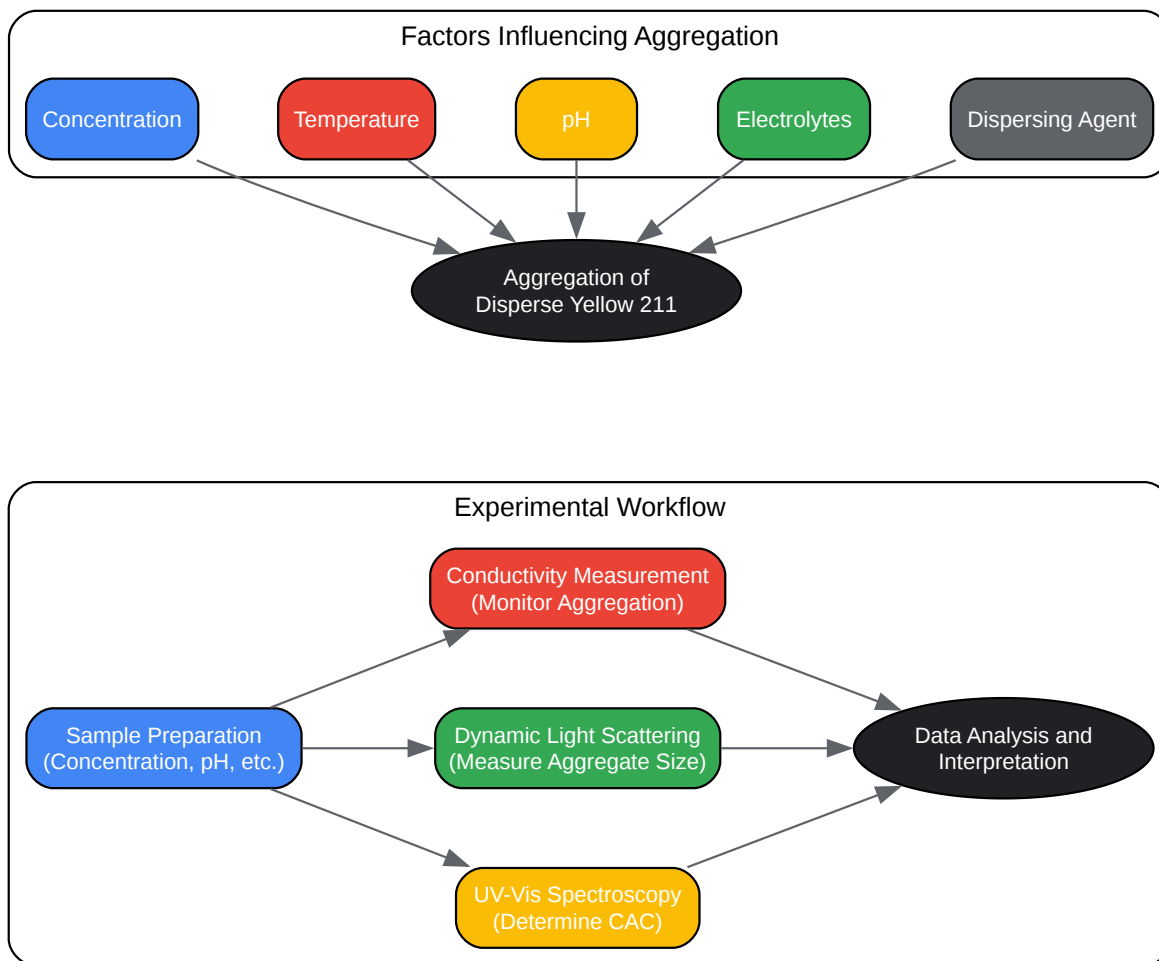 Factors Influencing Aggregation
Concentration
Temperature
pH
Electrolytes
Dispersing Agent
Aggregation of
Disperse Yellow 211
Experimental Workflow
Conductivity Measurement
(Monitor Aggregation)
Sample Preparation
(Concentration, pH, etc.)
Dynamic Light Scattering
(Measure Aggregate Size)
Data Analysis and
Interpretation
UV-Vis Spectroscopy
(Determine CAC)